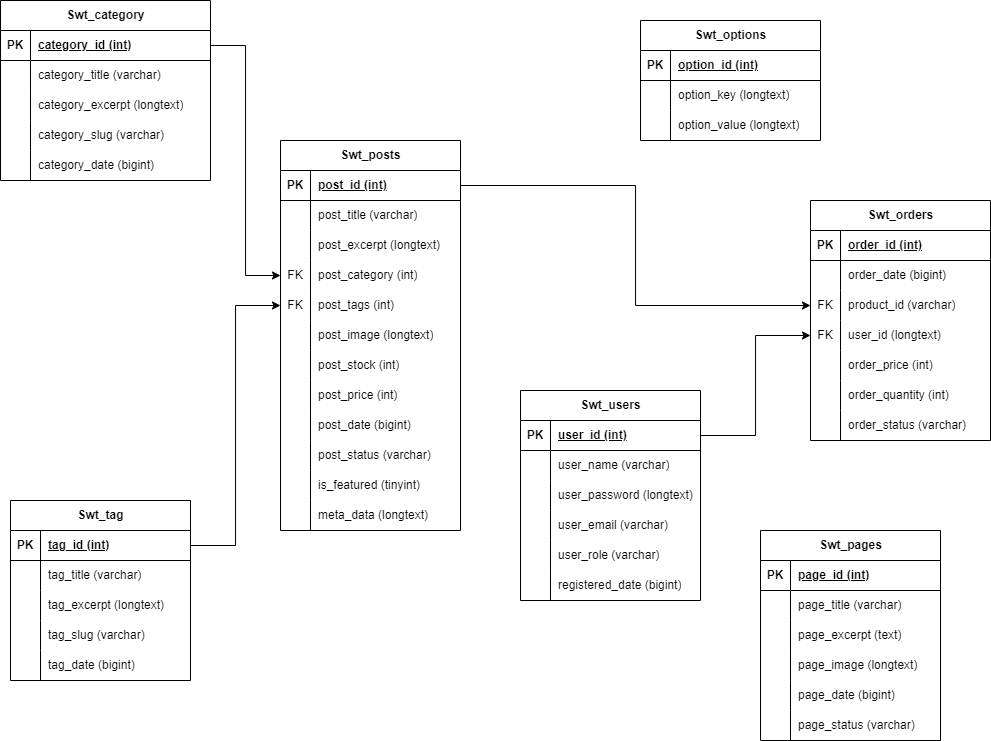 Swt_category
PK category_id (int)
category_title (varchar)
category_excerpt (longtext)
category_slug (varchar)
category_date (bigint)
Swt_options
PK option_id (int)
option_key (longtext)
option_value (longtext)
Swt_posts
PK post_id (int)
post_title (varchar)
post_excerpt (longtext)
FK post_category (int)
FK post_tags (int)
post_image (longtext)
post_stock (int)
post_price (int)
post_date (bigint)
post_status (varchar)
is_featured (tinyint)
meta_data (longtext)
Swt_orders
PK order_id (int)
order_date (bigint)
FK product_id (varchar)
FK user_id (longtext)
order_price (int)
order_quantity (int)
order_status (varchar)
Swt_users
PK user_id (int)
user_name (varchar)
user_password (longtext)
user_email (varchar)
user_role (varchar)
registered_date (bigint)
Swt_tag
PK tag_id (int)
tag_title (varchar)
tag_excerpt (longtext)
tag_slug (varchar)
tag_date (bigint)
Swt_pages
PK page_id (int)
page_title (varchar)
page_excerpt (text)
page_image (longtext)
page_date (bigint)
page_status (varchar)